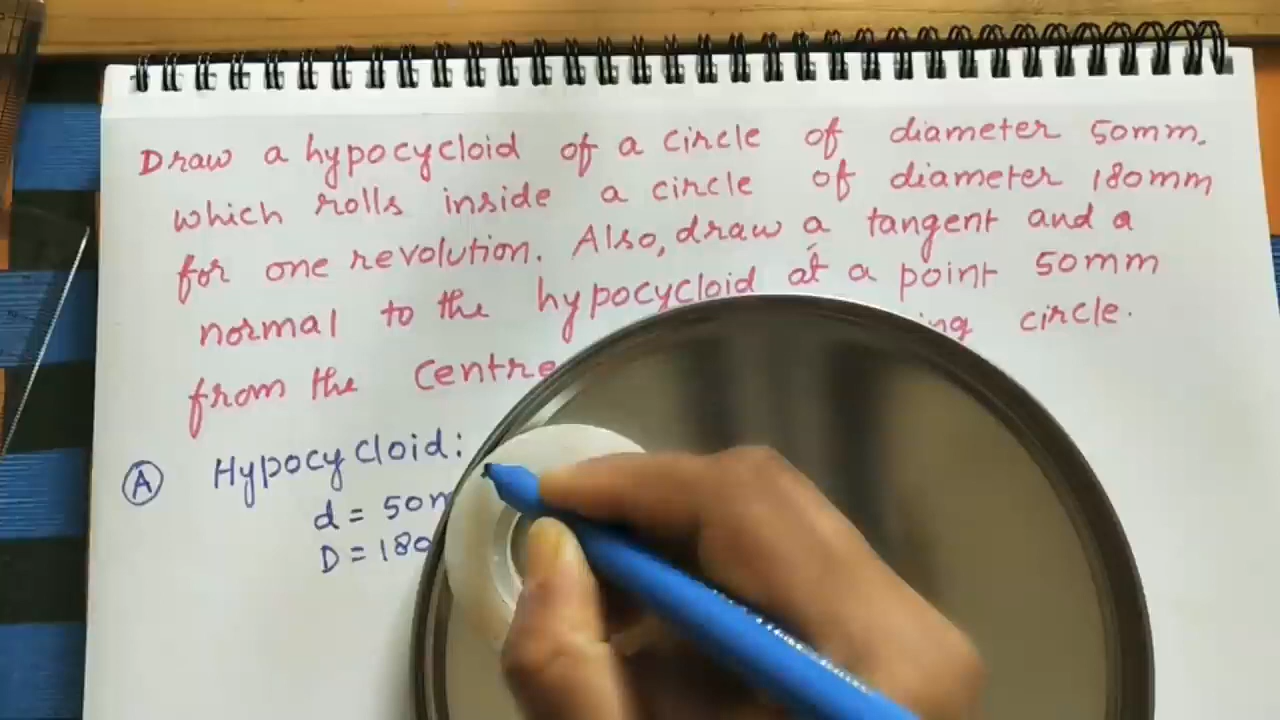 Draw a hypocycloid of a circle of diameter 50mm.
which rolls inside a circle of diameter 180mm
for one revolution. Also, draw a tangent and a
normal to the hypocycloid at a point 50mm
from the centre circle.
A Hypocycloid:
d = 50
D = 180